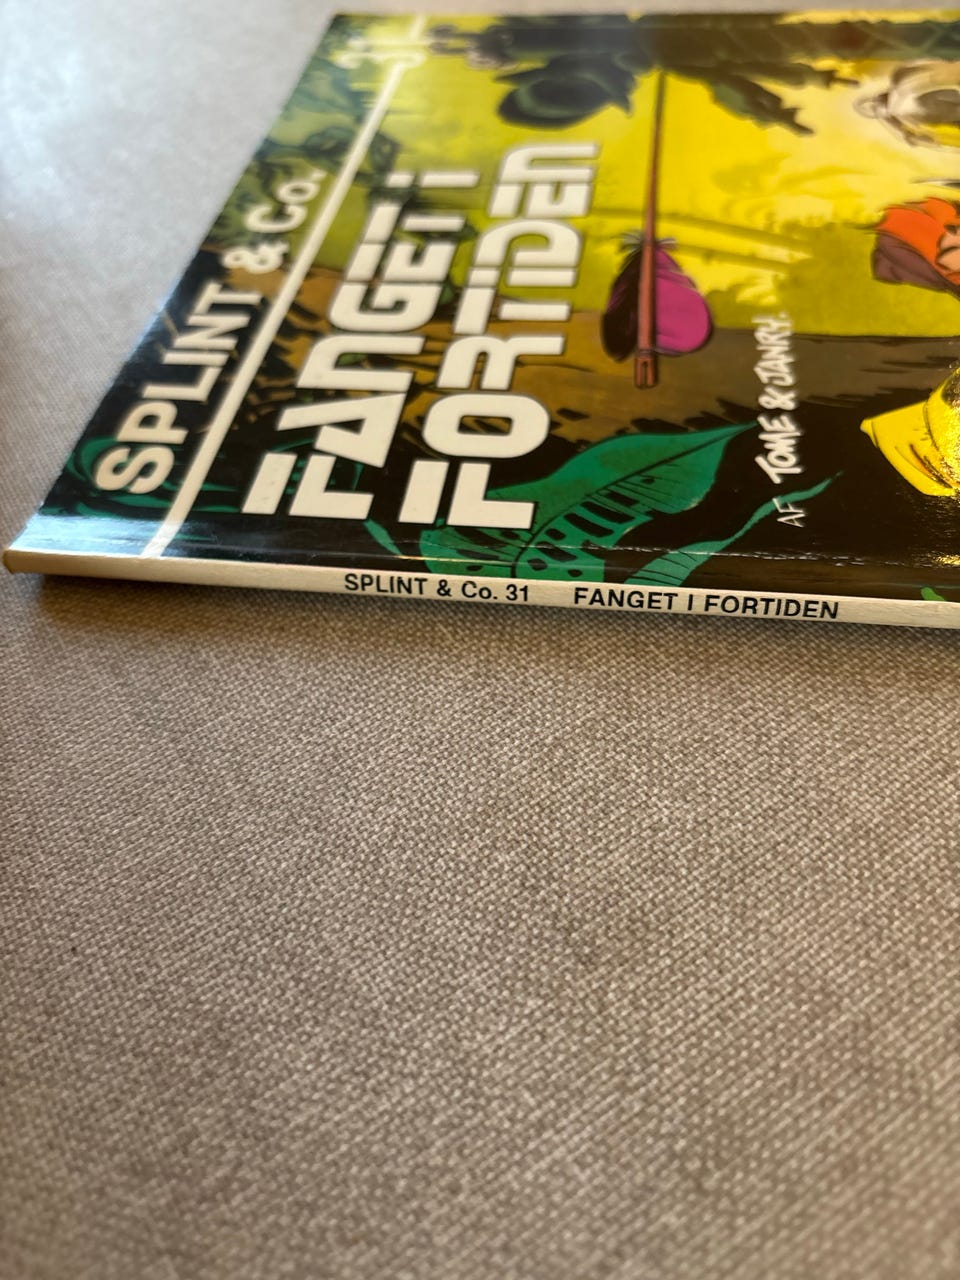 SPLINT & Co.
31
FANGET i
FORTIDEN
AF TOME & JANRY.
SPLINT & Co. 31 FANGET I FORTIDEN